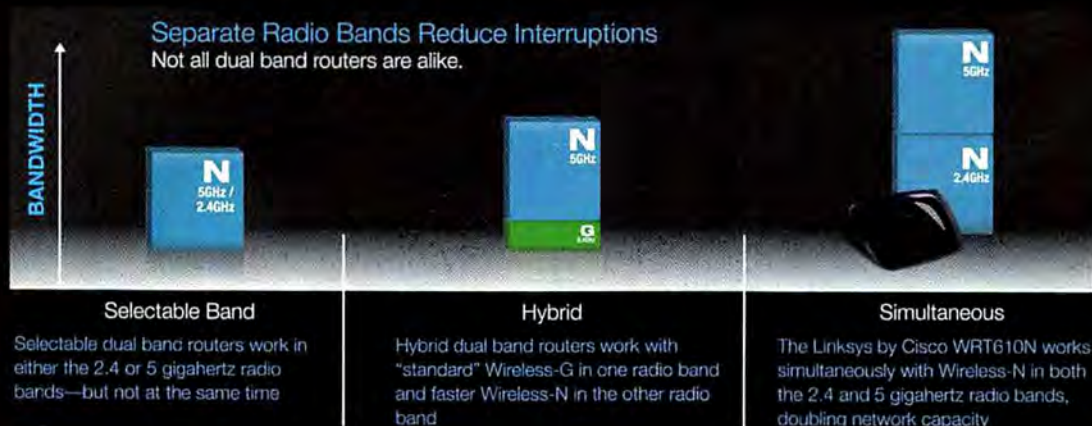 Separate Radio Bands Reduce Interruptions
Not all dual band routers are alike.
BANDWIDTH
N
5GHz /
2.4GHz
N
5GHz
G
N
5GHz
N
2.4GHz
Selectable Band
Selectable dual band routers work in
either the 2.4 or 5 gigahertz radio
bands—but not at the same time
Hybrid
Hybrid dual band routers work with
"standard" Wireless-G in one radio band
and faster Wireless-N in the other radio
band
Simultaneous
The Linksys by Cisco WRT610N works
simultaneously with Wireless-N in both
the 2.4 and 5 gigahertz radio bands,
doubling network capacity